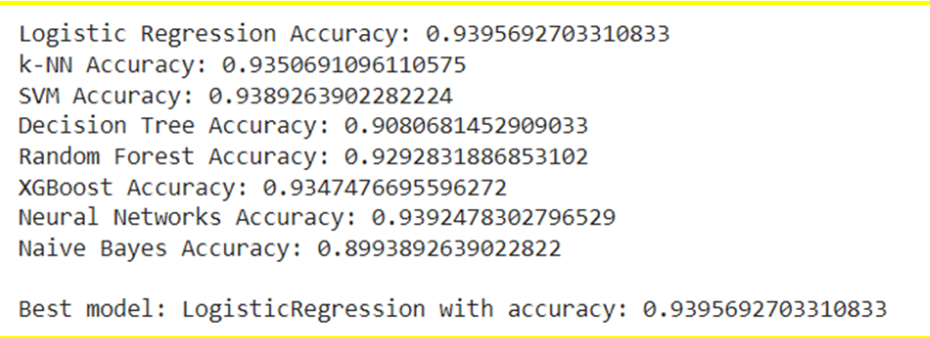 Logistic Regression Accuracy: 0.9395692703310833
k-NN Accuracy: 0.9350691096110575
SVM Accuracy: 0.9389263902282224
Decision Tree Accuracy: 0.9080681452909033
Random Forest Accuracy: 0.9292831886853102
XGBoost Accuracy: 0.9347476695596272
Neural Networks Accuracy: 0.9392478302796529
Naive Bayes Accuracy: 0.8993892639022822
Best model: LogisticRegression with accuracy: 0.9395692703310833